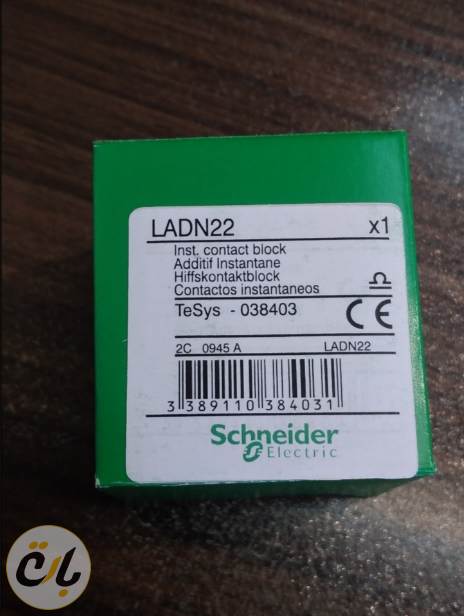 LADN22 x1
Inst. contact block
Additif Instantane
Hiffskontaktblock
Contactos instantaneos
TeSys - 038403 CE
2C 0945 A LADN22
3 389110 384031
Schneider
Electric
بارق